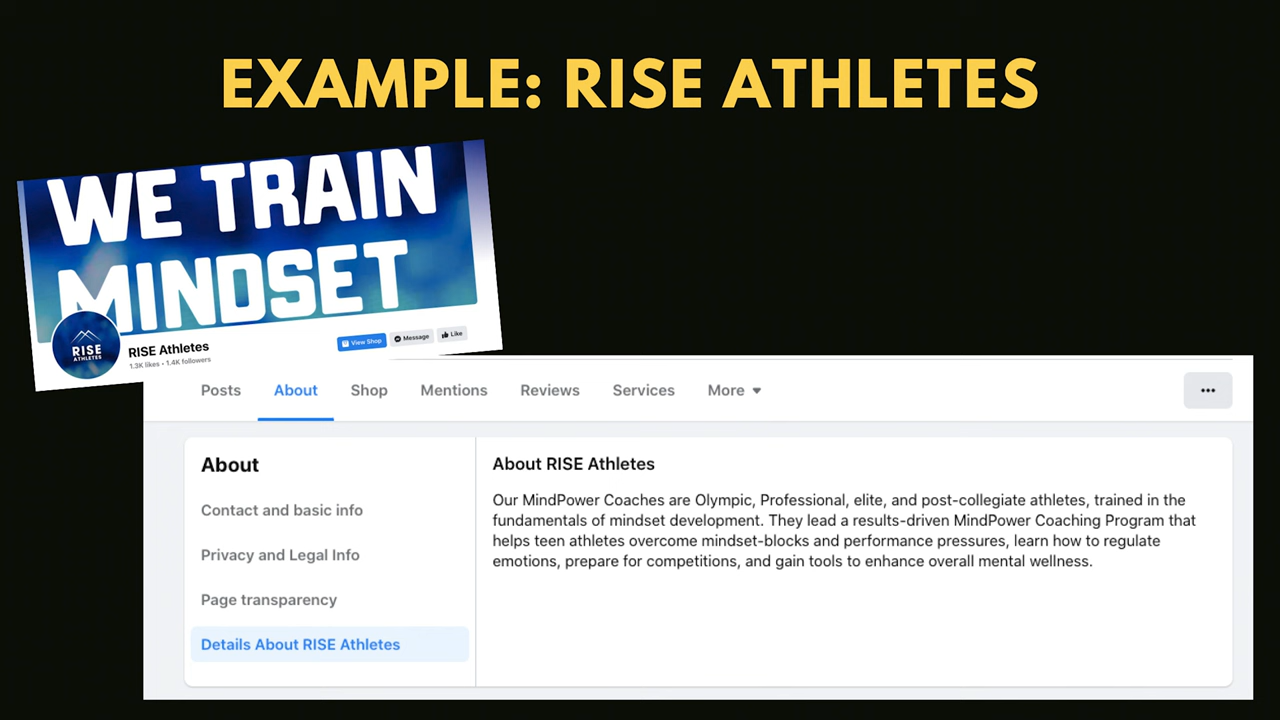 EXAMPLE: RISE ATHLETES
WE TRAIN
MINDSET
RISE
ATHLETES
RISE Athletes
1.3K likes • 1.4K followers
View Shop
Message
Like
Posts
About
Shop
Mentions
Reviews
Services
More
About
Contact and basic info
Privacy and Legal Info
Page transparency
Details About RISE Athletes
About RISE Athletes
Our MindPower Coaches are Olympic, Professional, elite, and post-collegiate athletes, trained in the
fundamentals of mindset development. They lead a results-driven MindPower Coaching Program that
helps teen athletes overcome mindset-blocks and performance pressures, learn how to regulate
emotions, prepare for competitions, and gain tools to enhance overall mental wellness.